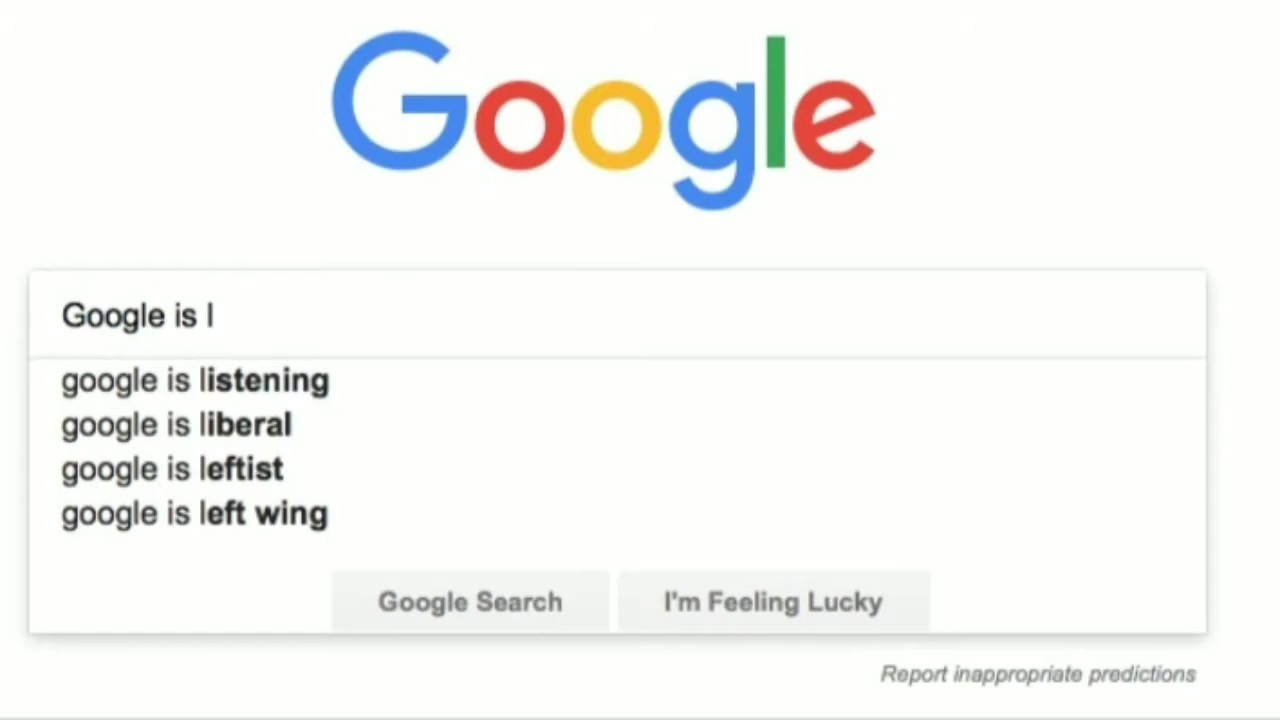 Google
Google is l
google is listening
google is liberal
google is leftist
google is left wing
Google Search I'm Feeling Lucky
Report inappropriate predictions